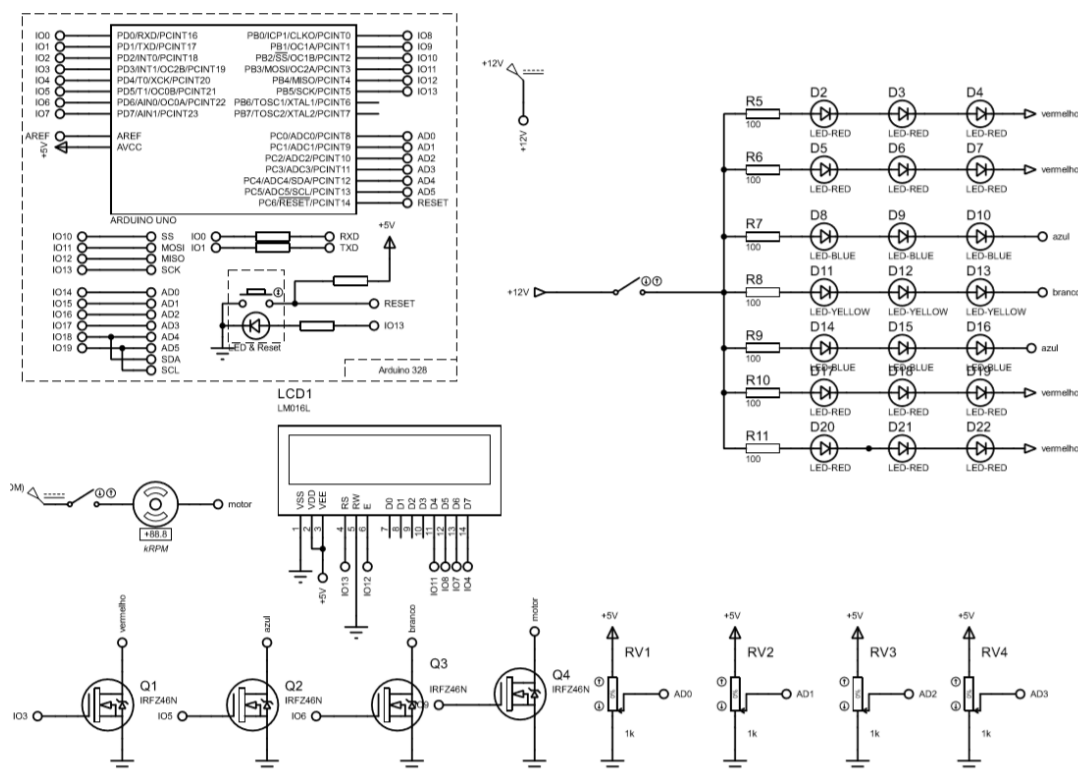 IO0 PD0/RXD/PCINT16 PB0/ICP1/CLKO/PCINT0 IO8
IO1 PD1/TXD/PCINT17 PB1/OC1A/PCINT1 IO9
IO2 PD2/INT0/PCINT18 PB2/SS/OC1B/PCINT2 IO10
IO3 PD3/INT1/OC2B/PCINT19 PB3/MOSI/OC2A/PCINT3 IO11
IO4 PD4/T0/XCK/PCINT20 PB4/MISO/PCINT4 IO12
IO5 PD5/T1/OC0B/PCINT21 PB5/SCK/PCINT5 IO13
IO6 PD6/AIN0/OC0A/PCINT22 PB6/TOSC1/XTAL1/PCINT6
IO7 PD7/AIN1/PCINT23 PB7/TOSC2/XTAL2/PCINT7
AREF AREF PC0/ADC0/PCINT8 AD0
+5V AVCC PC1/ADC1/PCINT9 AD1
PC2/ADC2/PCINT10 AD2
PC3/ADC3/PCINT11 AD3
PC4/ADC4/SDA/PCINT12 AD4
PC5/ADC5/SCL/PCINT13 AD5
PC6/RESET/PCINT14 RESET
ARDUINO UNO
IO10 SS IO0 RXD
IO11 MOSI IO1 TXD
IO12 MISO
IO13 SCK
+5V
IO14 AD0
IO15 AD1
IO16 AD2
IO17 AD3
IO18 AD4
IO19 AD5
SDA
SCL
RESET
IO13
LED & Reset
Arduino 328
+12V
+12V
+12V
R5 D2 D3 D4
100 LED-RED LED-RED LED-RED vermelho
R6 D5 D6 D7
100 LED-RED LED-RED LED-RED vermelho
R7 D8 D9 D10
100 LED-BLUE LED-BLUE LED-BLUE azul
R8 D11 D12 D13
100 LED-YELLOW LED-YELLOW LED-YELLOW branco
R9 D14 D15 D16
100 LED-BLUE LED-BLUE LED-BLUE azul
R10 D17 D18 D19
100 LED-RED LED-RED LED-RED vermelho
R11 D20 D21 D22
100 LED-RED LED-RED LED-RED vermelho
LCD1
LM016L
VSS VDD VEE RS RW E D0 D1 D2 D3 D4 D5 D6 D7
1 2 3 4 5 6 7 8 9 10 11 12 13 14
+5V IO13 IO12 IO11 IO8 IO7 IO4
motor
+88.8
kRPM
vermelho azul branco motor
Q1 Q2 Q3 Q4
IRFZ46N IRFZ46N IRFZ46N IRFZ46N
IO3 IO5 IO6
+5V +5V +5V +5V
RV1 RV2 RV3 RV4
AD0 AD1 AD2 AD3
1k 1k 1k 1k